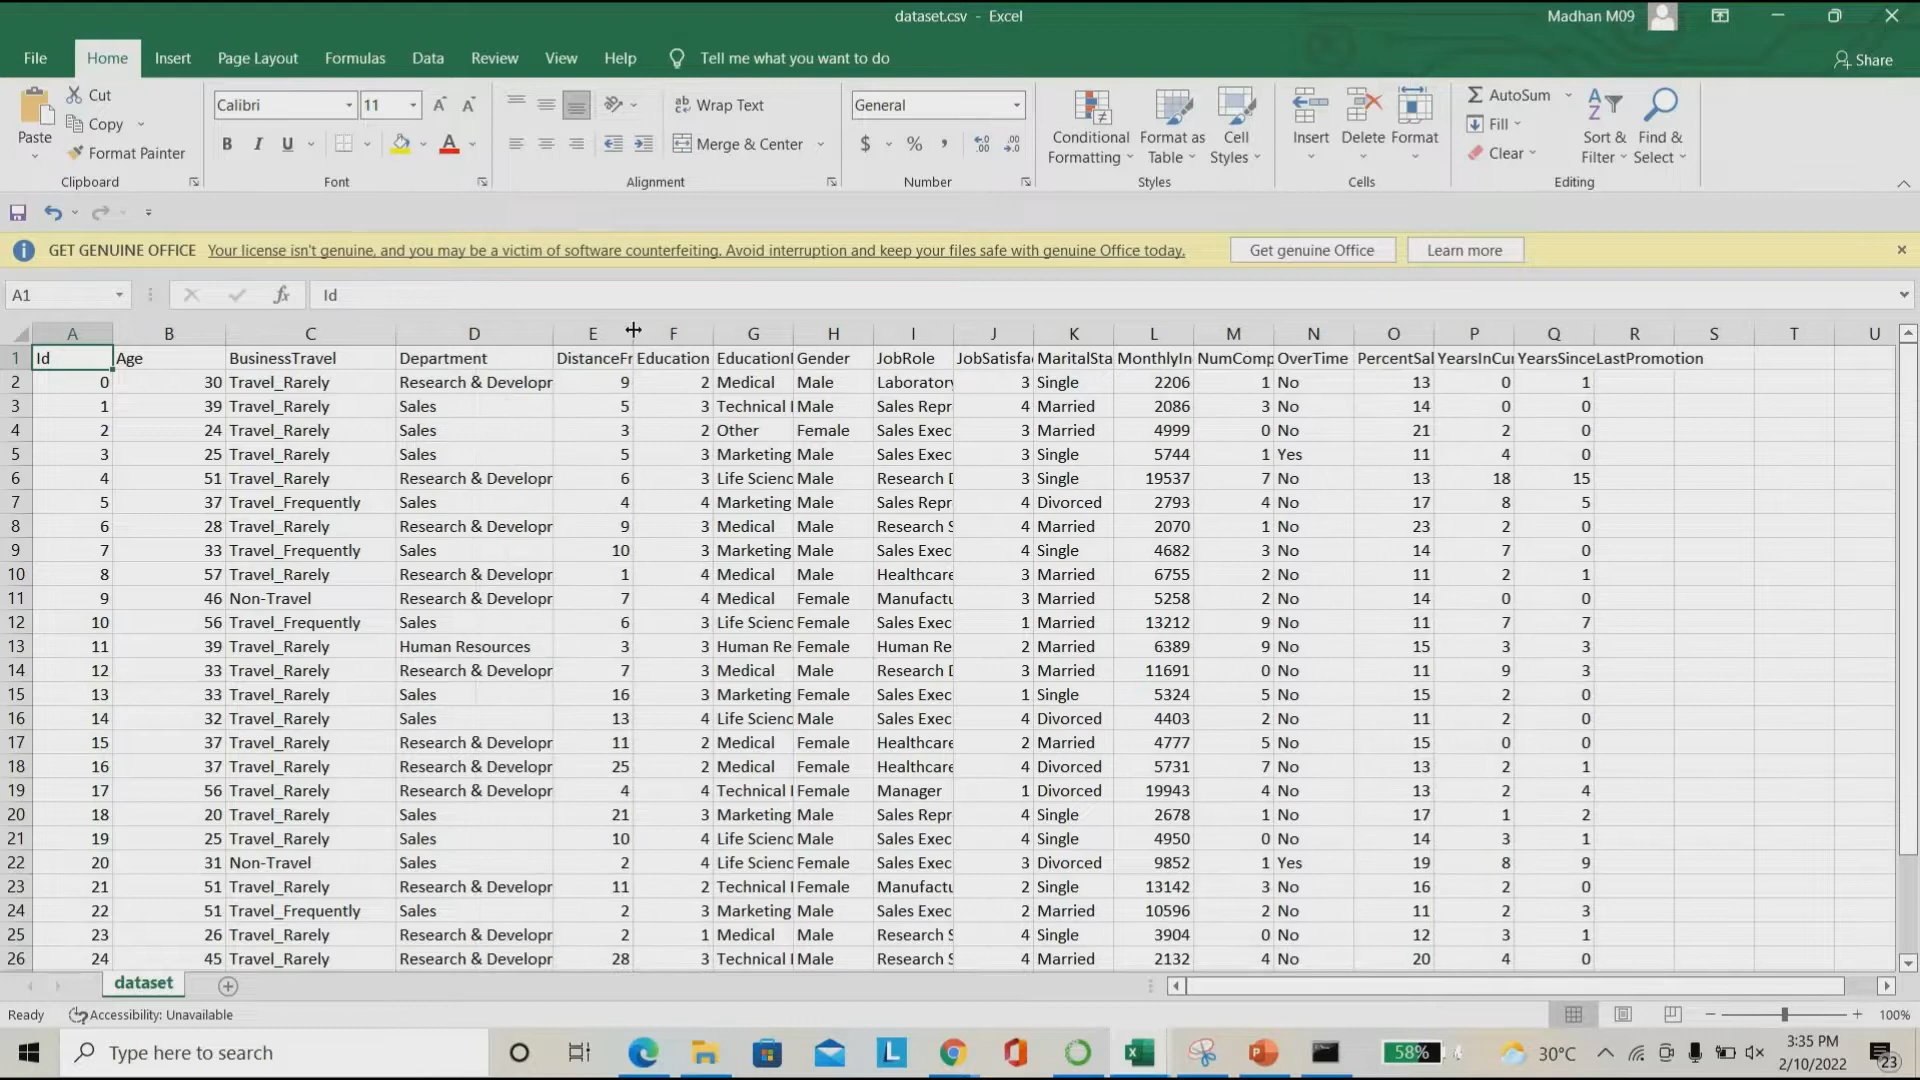 dataset.csv - Excel
Madhan M09
File Home Insert Page Layout Formulas Data Review View Help Tell me what you want to do Share
Paste
Cut
Copy
Format Painter
Clipboard
Calibri 11
B I U
Font
ab Wrap Text
Merge & Center
Alignment
General
$ % ,
Number
Conditional Formatting
Format as Table
Cell Styles
Styles
Insert Delete Format
Cells
AutoSum
Fill
Clear
Sort & Filter
Find & Select
Editing
GET GENUINE OFFICE Your license isn't genuine, and you may be a victim of software counterfeiting. Avoid interruption and keep your files safe with genuine Office today. Get genuine Office Learn more
A1 fx Id
A B C D E F G H I J K L M N O P Q R S T U
1 Id Age BusinessTravel Department DistanceFr Education EducationI Gender JobRole JobSatisfa MaritalSta MonthlyIn NumComp OverTime PercentSal YearsInCu YearsSinceLastPromotion
2 0 30 Travel_Rarely Research & Developr 9 2 Medical Male Laboratory 3 Single 2206 1 No 13 0 1
3 1 39 Travel_Rarely Sales 5 3 Technical I Male Sales Repr 4 Married 2086 3 No 14 0 0
4 2 24 Travel_Rarely Sales 3 2 Other Female Sales Exec 3 Married 4999 0 No 21 2 0
5 3 25 Travel_Rarely Sales 5 3 Marketing Male Sales Exec 3 Single 5744 1 Yes 11 4 0
6 4 51 Travel_Rarely Research & Developr 6 3 Life Scienc Male Research D 3 Single 19537 7 No 13 18 15
7 5 37 Travel_Frequently Sales 4 4 Marketing Male Sales Repr 4 Divorced 2793 4 No 17 8 5
8 6 28 Travel_Rarely Research & Developr 9 3 Medical Male Research S 4 Married 2070 1 No 23 2 0
9 7 33 Travel_Frequently Sales 10 3 Marketing Male Sales Exec 4 Single 4682 3 No 14 7 0
10 8 57 Travel_Rarely Research & Developr 1 4 Medical Male Healthcare 3 Married 6755 2 No 11 2 1
11 9 46 Non-Travel Research & Developr 7 4 Medical Female Manufactu 3 Married 5258 2 No 14 0 0
12 10 56 Travel_Frequently Sales 6 3 Life Scienc Female Sales Exec 1 Married 13212 9 No 11 7 7
13 11 39 Travel_Rarely Human Resources 3 3 Human Re Female Human Re 2 Married 6389 9 No 15 3 3
14 12 33 Travel_Rarely Research & Developr 7 3 Medical Male Research D 3 Married 11691 0 No 11 9 3
15 13 33 Travel_Rarely Sales 16 3 Marketing Female Sales Exec 1 Single 5324 5 No 15 2 0
16 14 32 Travel_Rarely Sales 13 4 Life Scienc Male Sales Exec 4 Divorced 4403 2 No 11 2 0
17 15 37 Travel_Rarely Research & Developr 11 2 Medical Female Healthcare 2 Married 4777 5 No 15 0 0
18 16 37 Travel_Rarely Research & Developr 25 2 Medical Female Healthcare 4 Divorced 5731 7 No 13 2 1
19 17 56 Travel_Rarely Research & Developr 4 4 Technical I Female Manager 1 Divorced 19943 4 No 13 2 4
20 18 20 Travel_Rarely Sales 21 3 Marketing Male Sales Repr 4 Single 2678 1 No 17 1 2
21 19 25 Travel_Rarely Sales 10 4 Life Scienc Male Sales Exec 4 Single 4950 0 No 14 3 1
22 20 31 Non-Travel Sales 2 4 Life Scienc Female Sales Exec 3 Divorced 9852 1 Yes 19 8 9
23 21 51 Travel_Rarely Research & Developr 11 2 Technical I Female Manufactu 2 Single 13142 3 No 16 2 0
24 22 51 Travel_Frequently Sales 2 3 Marketing Male Sales Exec 2 Married 10596 2 No 11 2 3
25 23 26 Travel_Rarely Research & Developr 2 1 Medical Male Research S 4 Single 3904 0 No 12 3 1
26 24 45 Travel_Rarely Research & Developr 28 3 Technical I Male Research S 4 Married 2132 4 No 20 4 0
dataset
Ready Accessibility: Unavailable 100%
Type here to search 58% 30°C 3:35 PM
2/10/2022 23